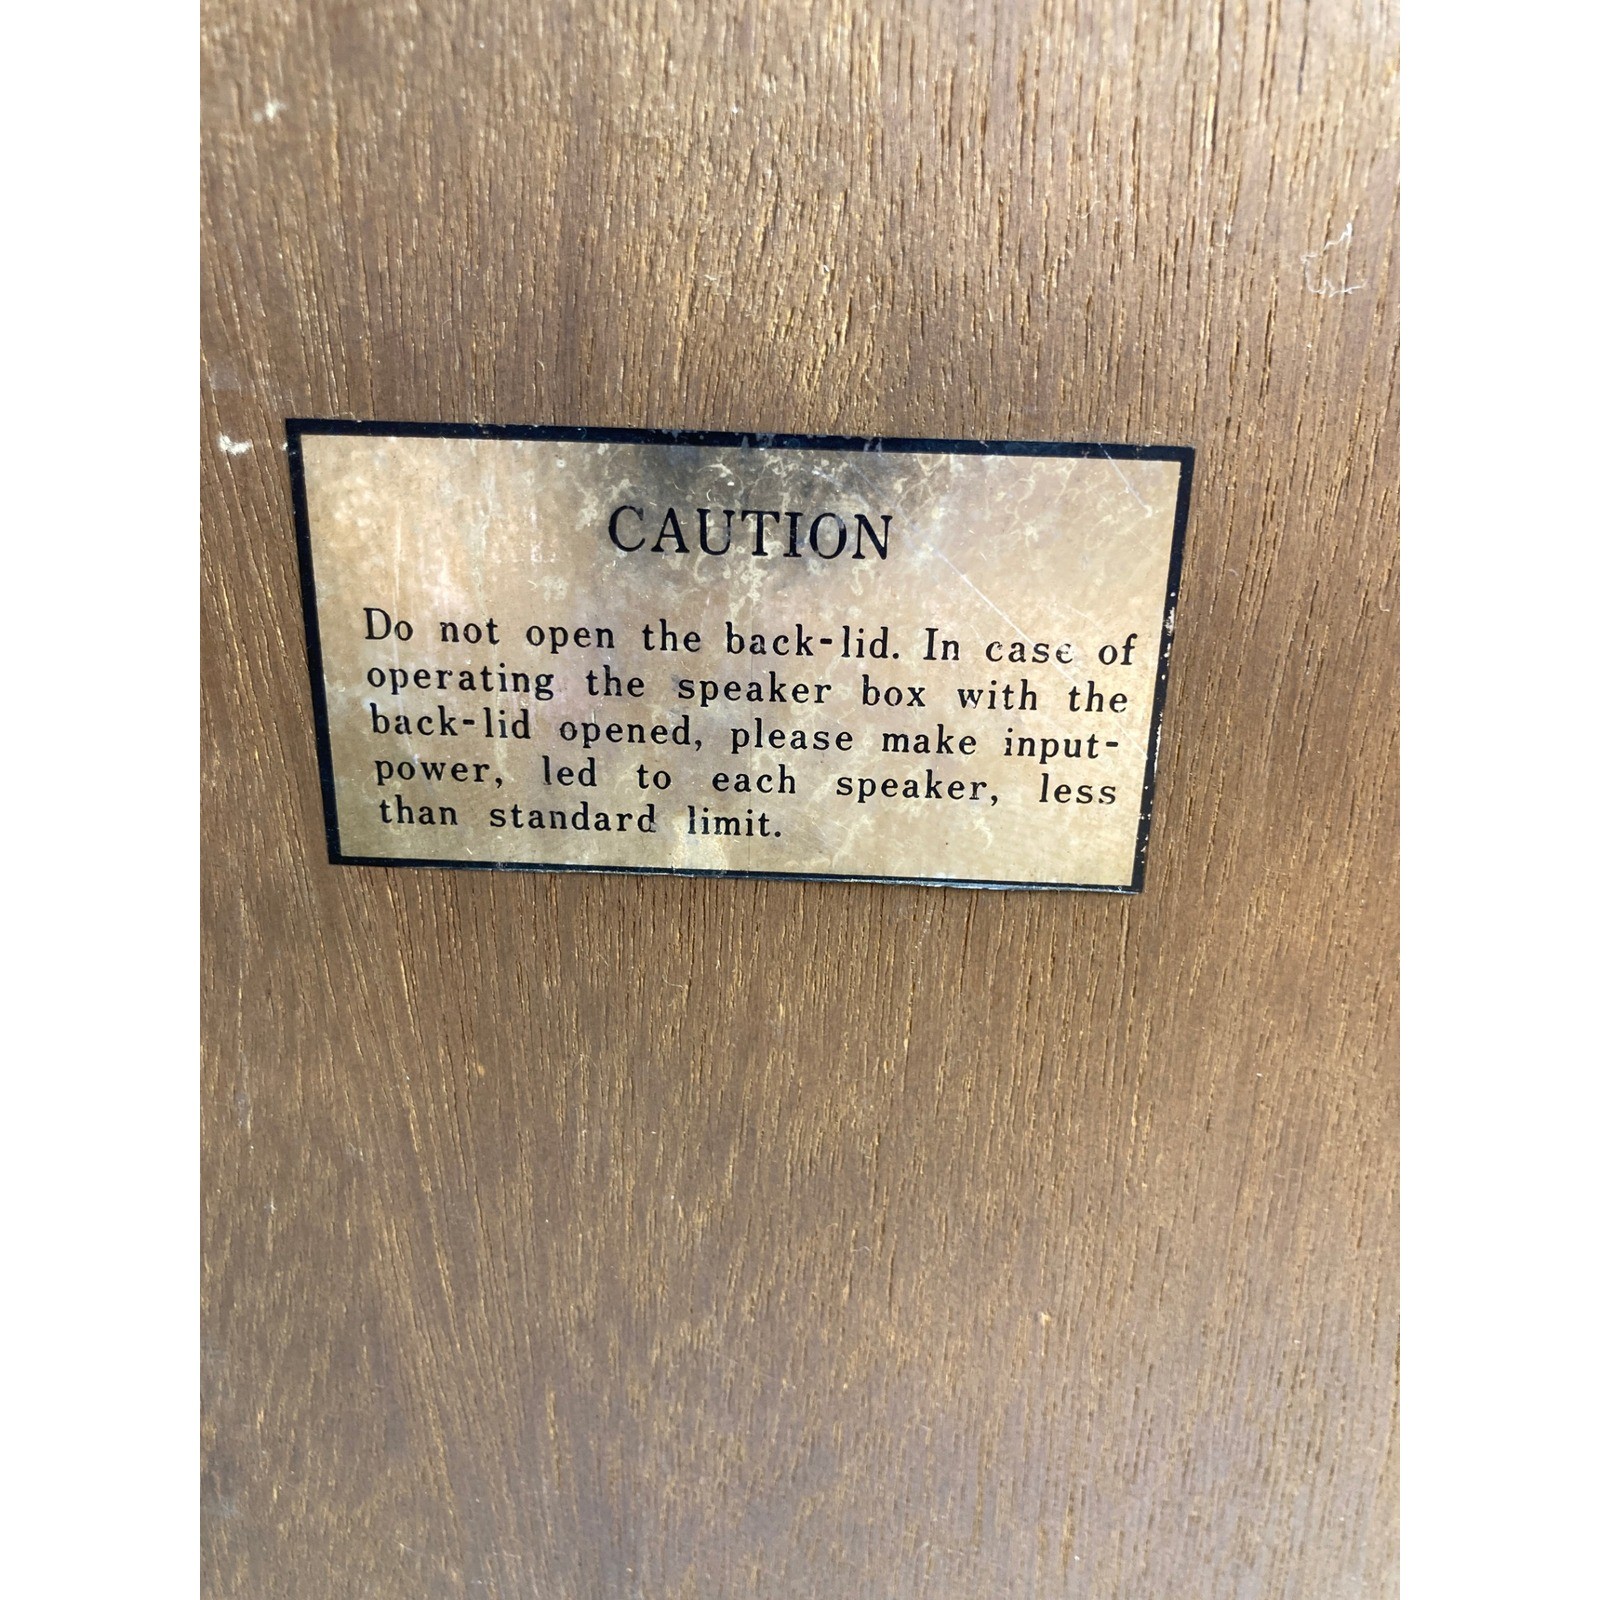 CAUTION
Do not open the back-lid. In case of
operating the speaker box with the
back-lid opened, please make input-
power, led to each speaker, less
than standard limit.